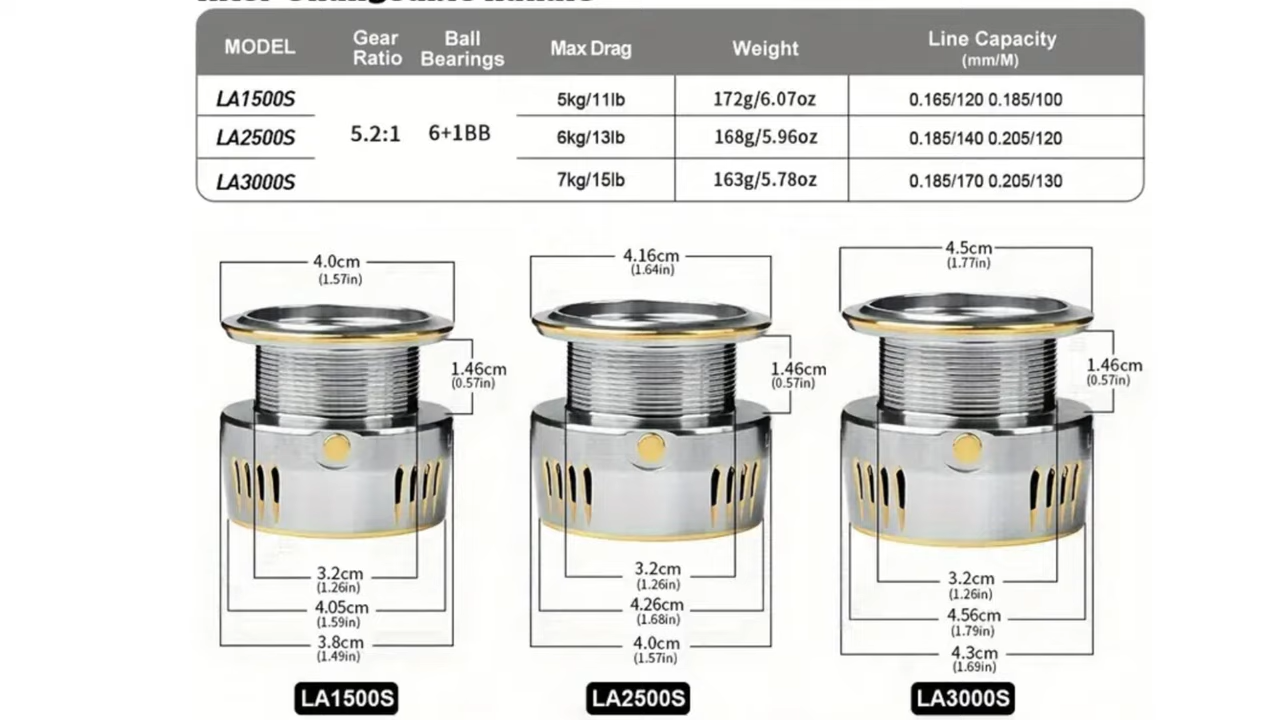 MODEL Gear Ratio Ball Bearings Max Drag Weight Line Capacity (mm/M)
LA1500S 5kg/11lb 172g/6.07oz 0.165/120 0.185/100
LA2500S 5.2:1 6+1BB 6kg/13lb 168g/5.96oz 0.185/140 0.205/120
LA3000S 7kg/15lb 163g/5.78oz 0.185/170 0.205/130
4.0cm
(1.57in)
1.46cm
(0.57in)
3.2cm
(1.26in)
4.05cm
(1.59in)
3.8cm
(1.49in)
LA1500S
4.16cm
(1.64in)
1.46cm
(0.57in)
3.2cm
(1.26in)
4.26cm
(1.68in)
4.0cm
(1.57in)
LA2500S
4.5cm
(1.77in)
1.46cm
(0.57in)
3.2cm
(1.26in)
4.56cm
(1.79in)
4.3cm
(1.69in)
LA3000S